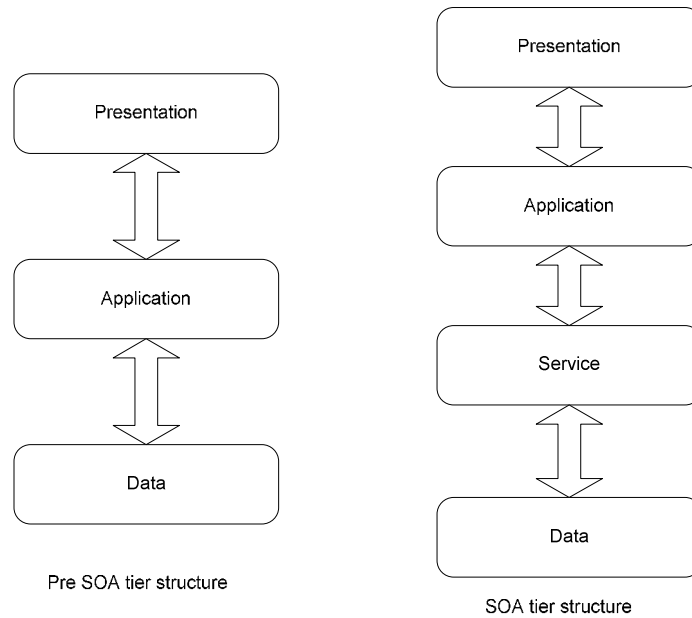 Presentation
Application
Data
Pre SOA tier structure
Presentation
Application
Service
Data
SOA tier structure